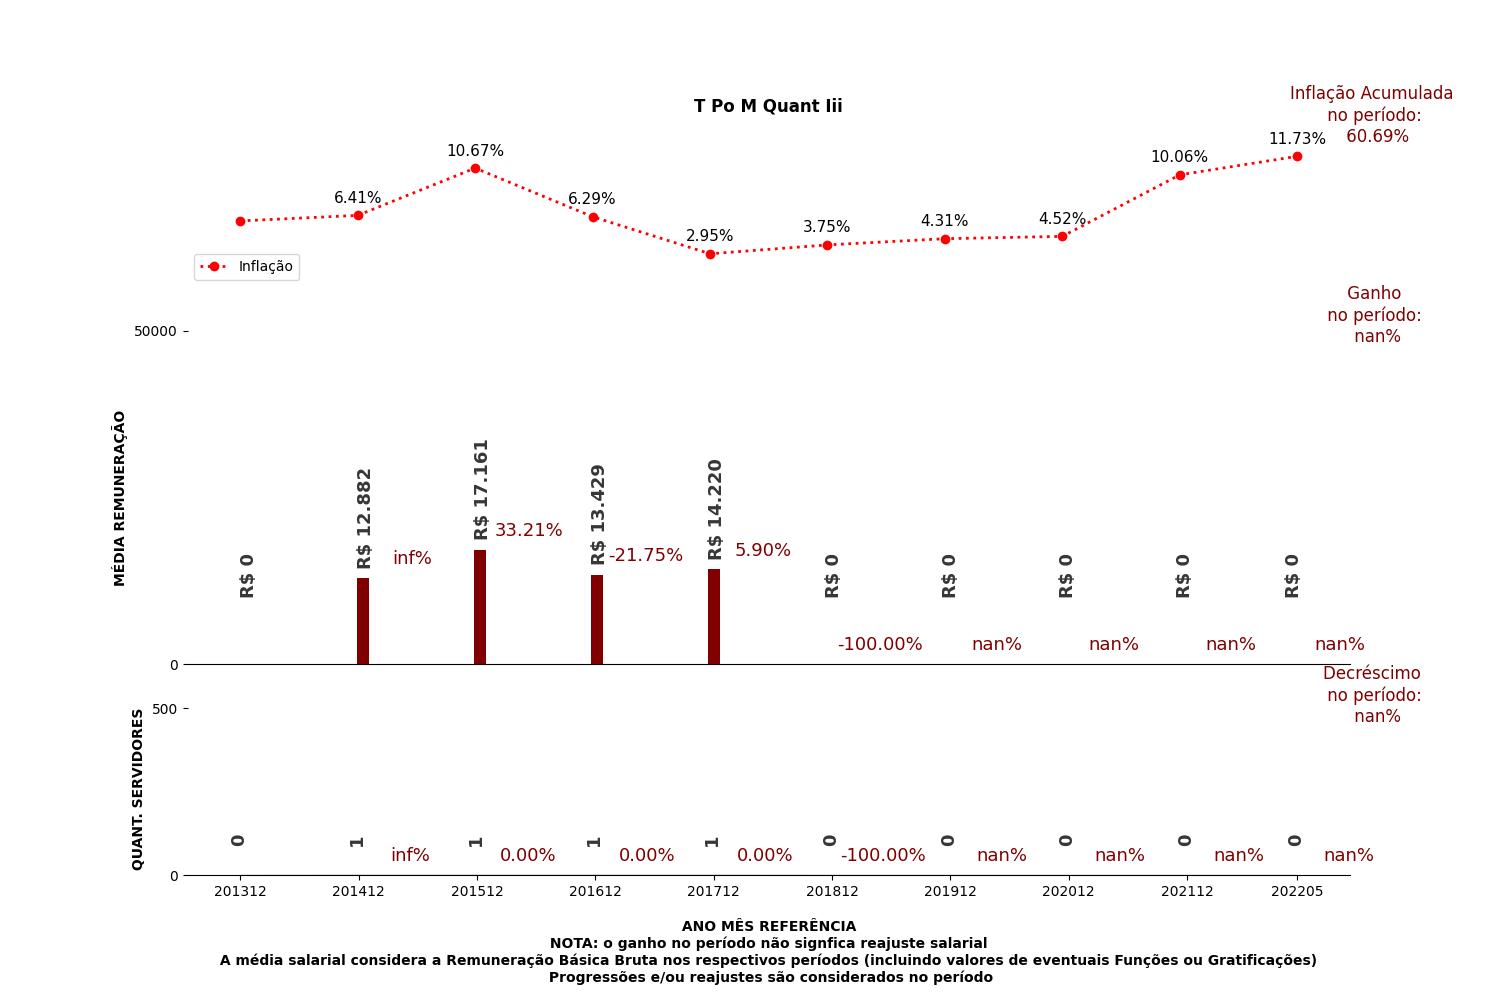 T Po M Quant Iii
Inflação Acumulada
no período:
60.69%
6.41%
10.67%
6.29%
2.95%
3.75%
4.31%
4.52%
10.06%
11.73%
Inflação
Ganho
no período:
nan%
50000
0
MÉDIA REMUNERAÇÃO
R$ 0
R$ 12.882
R$ 17.161
R$ 13.429
R$ 14.220
R$ 0
R$ 0
R$ 0
R$ 0
R$ 0
inf%
33.21%
-21.75%
5.90%
-100.00%
nan%
nan%
nan%
nan%
Decréscimo
no período:
nan%
500
0
QUANT. SERVIDORES
0
1
1
1
1
0
0
0
0
0
inf%
0.00%
0.00%
0.00%
-100.00%
nan%
nan%
nan%
nan%
201312
201412
201512
201612
201712
201812
201912
202012
202112
202205
ANO MÊS REFERÊNCIA
NOTA: o ganho no período não signfica reajuste salarial
A média salarial considera a Remuneração Básica Bruta nos respectivos períodos (incluindo valores de eventuais Funções ou Gratificações)
Progressões e/ou reajustes são considerados no período